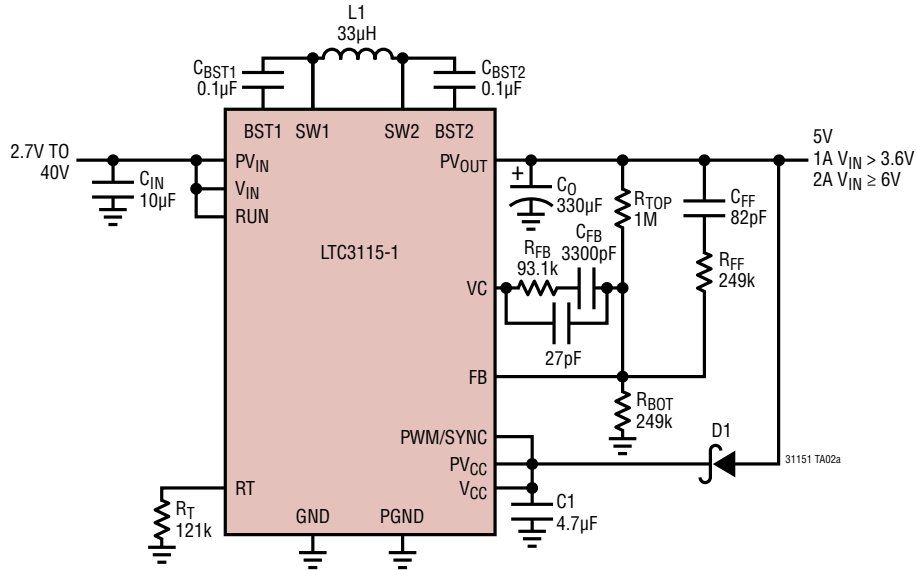 L1
33µH
CBST1
0.1µF
CBST2
0.1µF
BST1 SW1 SW2 BST2
2.7V TO
40V
PVIN
VIN
RUN
CIN
10µF
PVOUT
5V
1A VIN > 3.6V
2A VIN ≥ 6V
+
CO
330µF
RTOP
1M
CFF
82pF
LTC3115-1
RFB
93.1k
CFB
3300pF
RFF
249k
VC
27pF
FB
RBOT
249k
PWM/SYNC
D1
PVCC
31151 TA02a
VCC
RT
C1
4.7µF
RT
121k
GND PGND